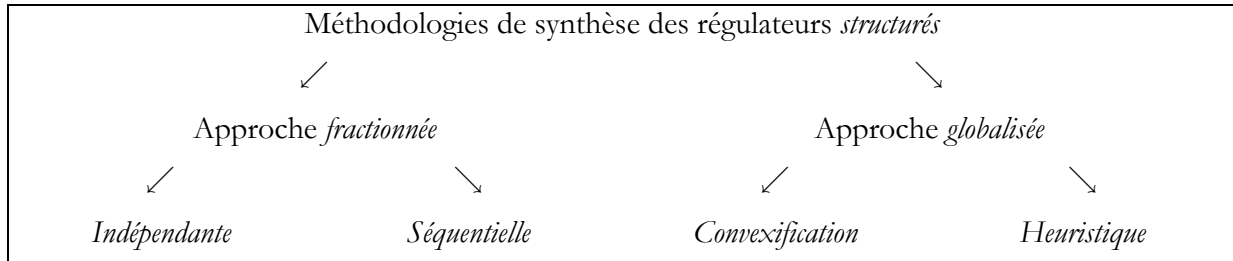 Méthodologies de synthèse des régulateurs structurés
Approche fractionnée Approche globalisée
Indépendante Séquentielle Convexification Heuristique